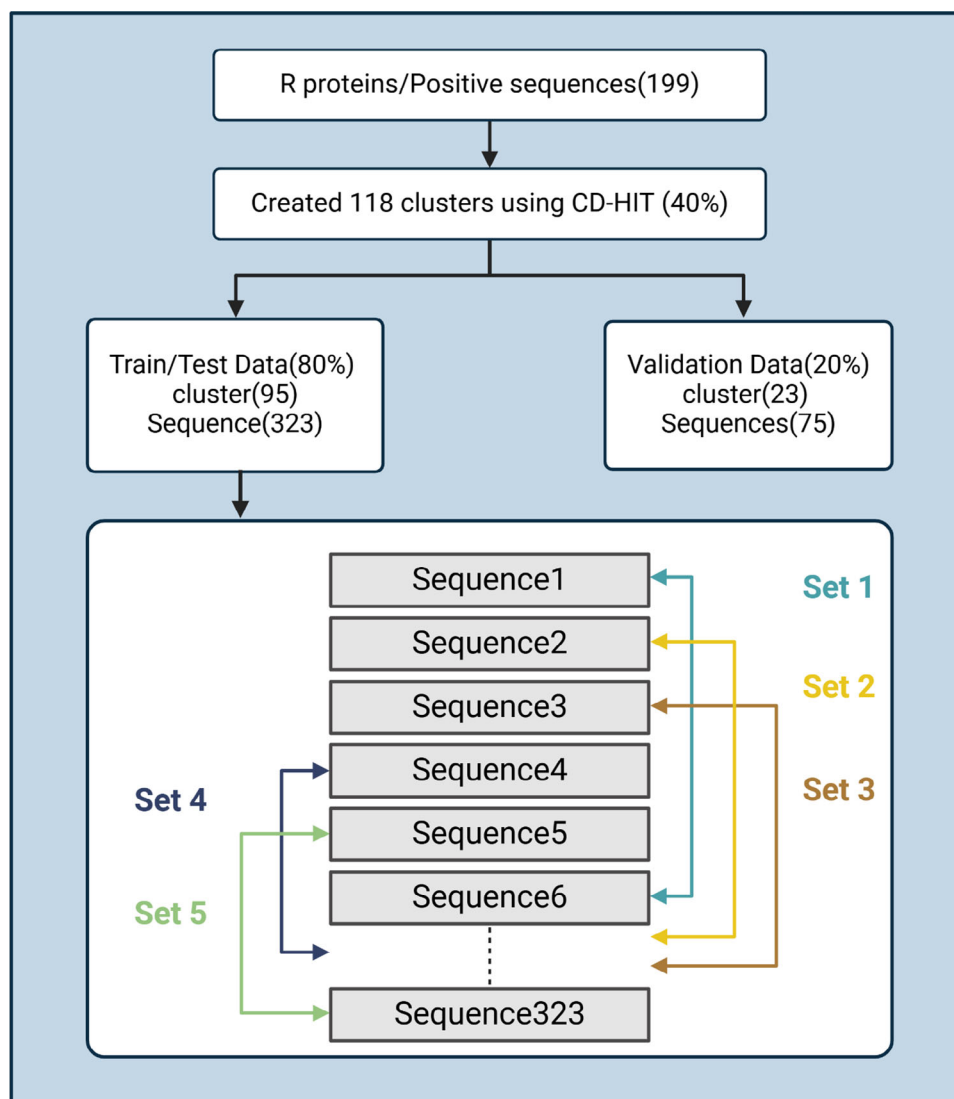 R proteins/Positive sequences(199)
Created 118 clusters using CD-HIT (40%)
Train/Test Data(80%)
cluster(95)
Sequence(323)
Validation Data(20%)
cluster(23)
Sequences(75)
Sequence1
Set 1
Sequence2
Set 2
Sequence3
Sequence4
Set 4
Set 3
Sequence5
Sequence6
Set 5
Sequence323